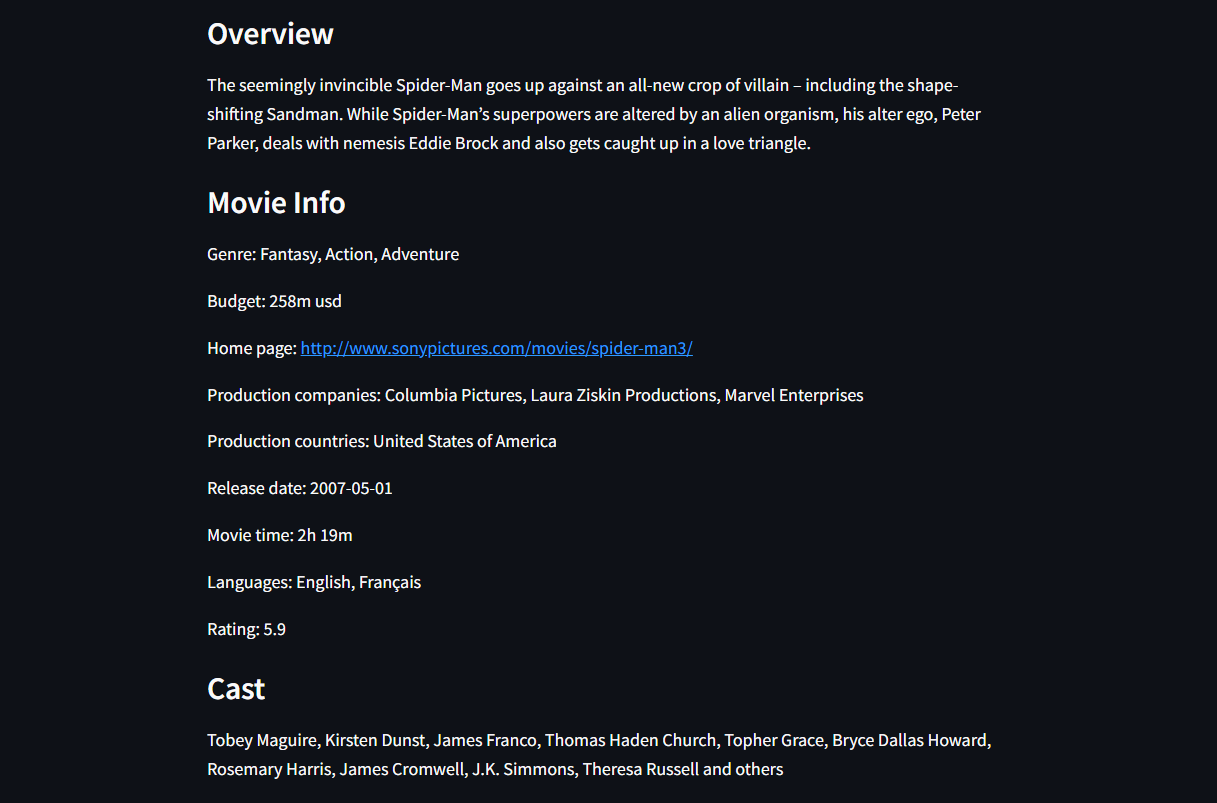 Overview
The seemingly invincible Spider-Man goes up against an all-new crop of villain – including the shape-
shifting Sandman. While Spider-Man’s superpowers are altered by an alien organism, his alter ego, Peter
Parker, deals with nemesis Eddie Brock and also gets caught up in a love triangle.
Movie Info
Genre: Fantasy, Action, Adventure
Budget: 258m usd
Home page: http://www.sonypictures.com/movies/spider-man3/
Production companies: Columbia Pictures, Laura Ziskin Productions, Marvel Enterprises
Production countries: United States of America
Release date: 2007-05-01
Movie time: 2h 19m
Languages: English, Français
Rating: 5.9
Cast
Tobey Maguire, Kirsten Dunst, James Franco, Thomas Haden Church, Topher Grace, Bryce Dallas Howard,
Rosemary Harris, James Cromwell, J.K. Simmons, Theresa Russell and others